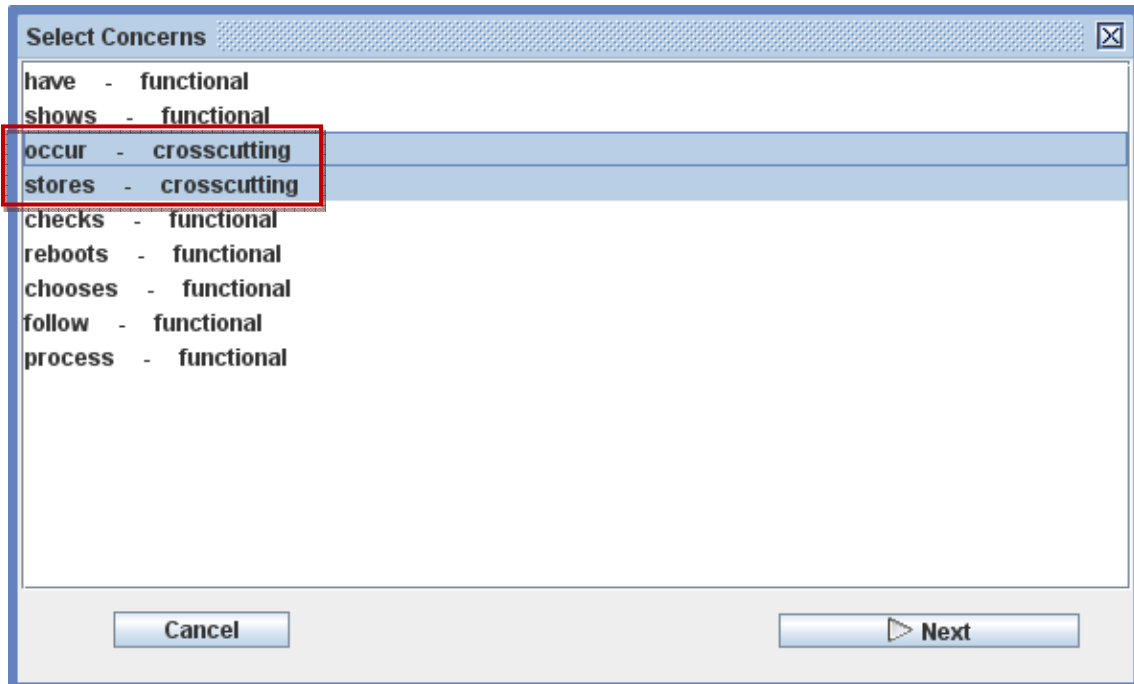 Select Concerns
have - functional
shows - functional
occur - crosscutting
stores - crosscutting
checks - functional
reboots - functional
chooses - functional
follow - functional
process - functional
Cancel
Next